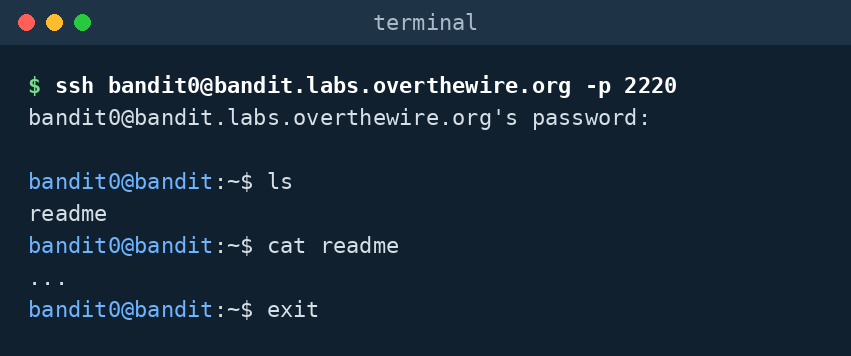 terminal
$ ssh bandit0@bandit.labs.overthewire.org -p 2220
bandit0@bandit.labs.overthewire.org's password:
bandit0@bandit:~$ ls
readme
bandit0@bandit:~$ cat readme
...
bandit0@bandit:~$ exit